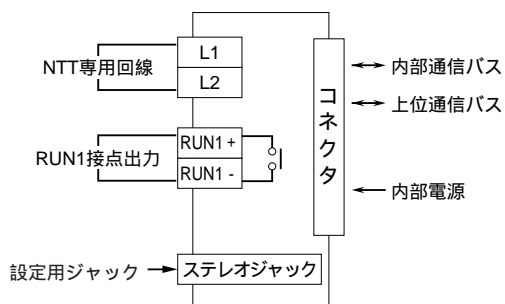 NTT専用回線
L1
L2
RUN1接点出力
RUN1 +
RUN1 -
設定用ジャック
ステレオジャック
コネクタ
内部通信バス
上位通信バス
内部電源